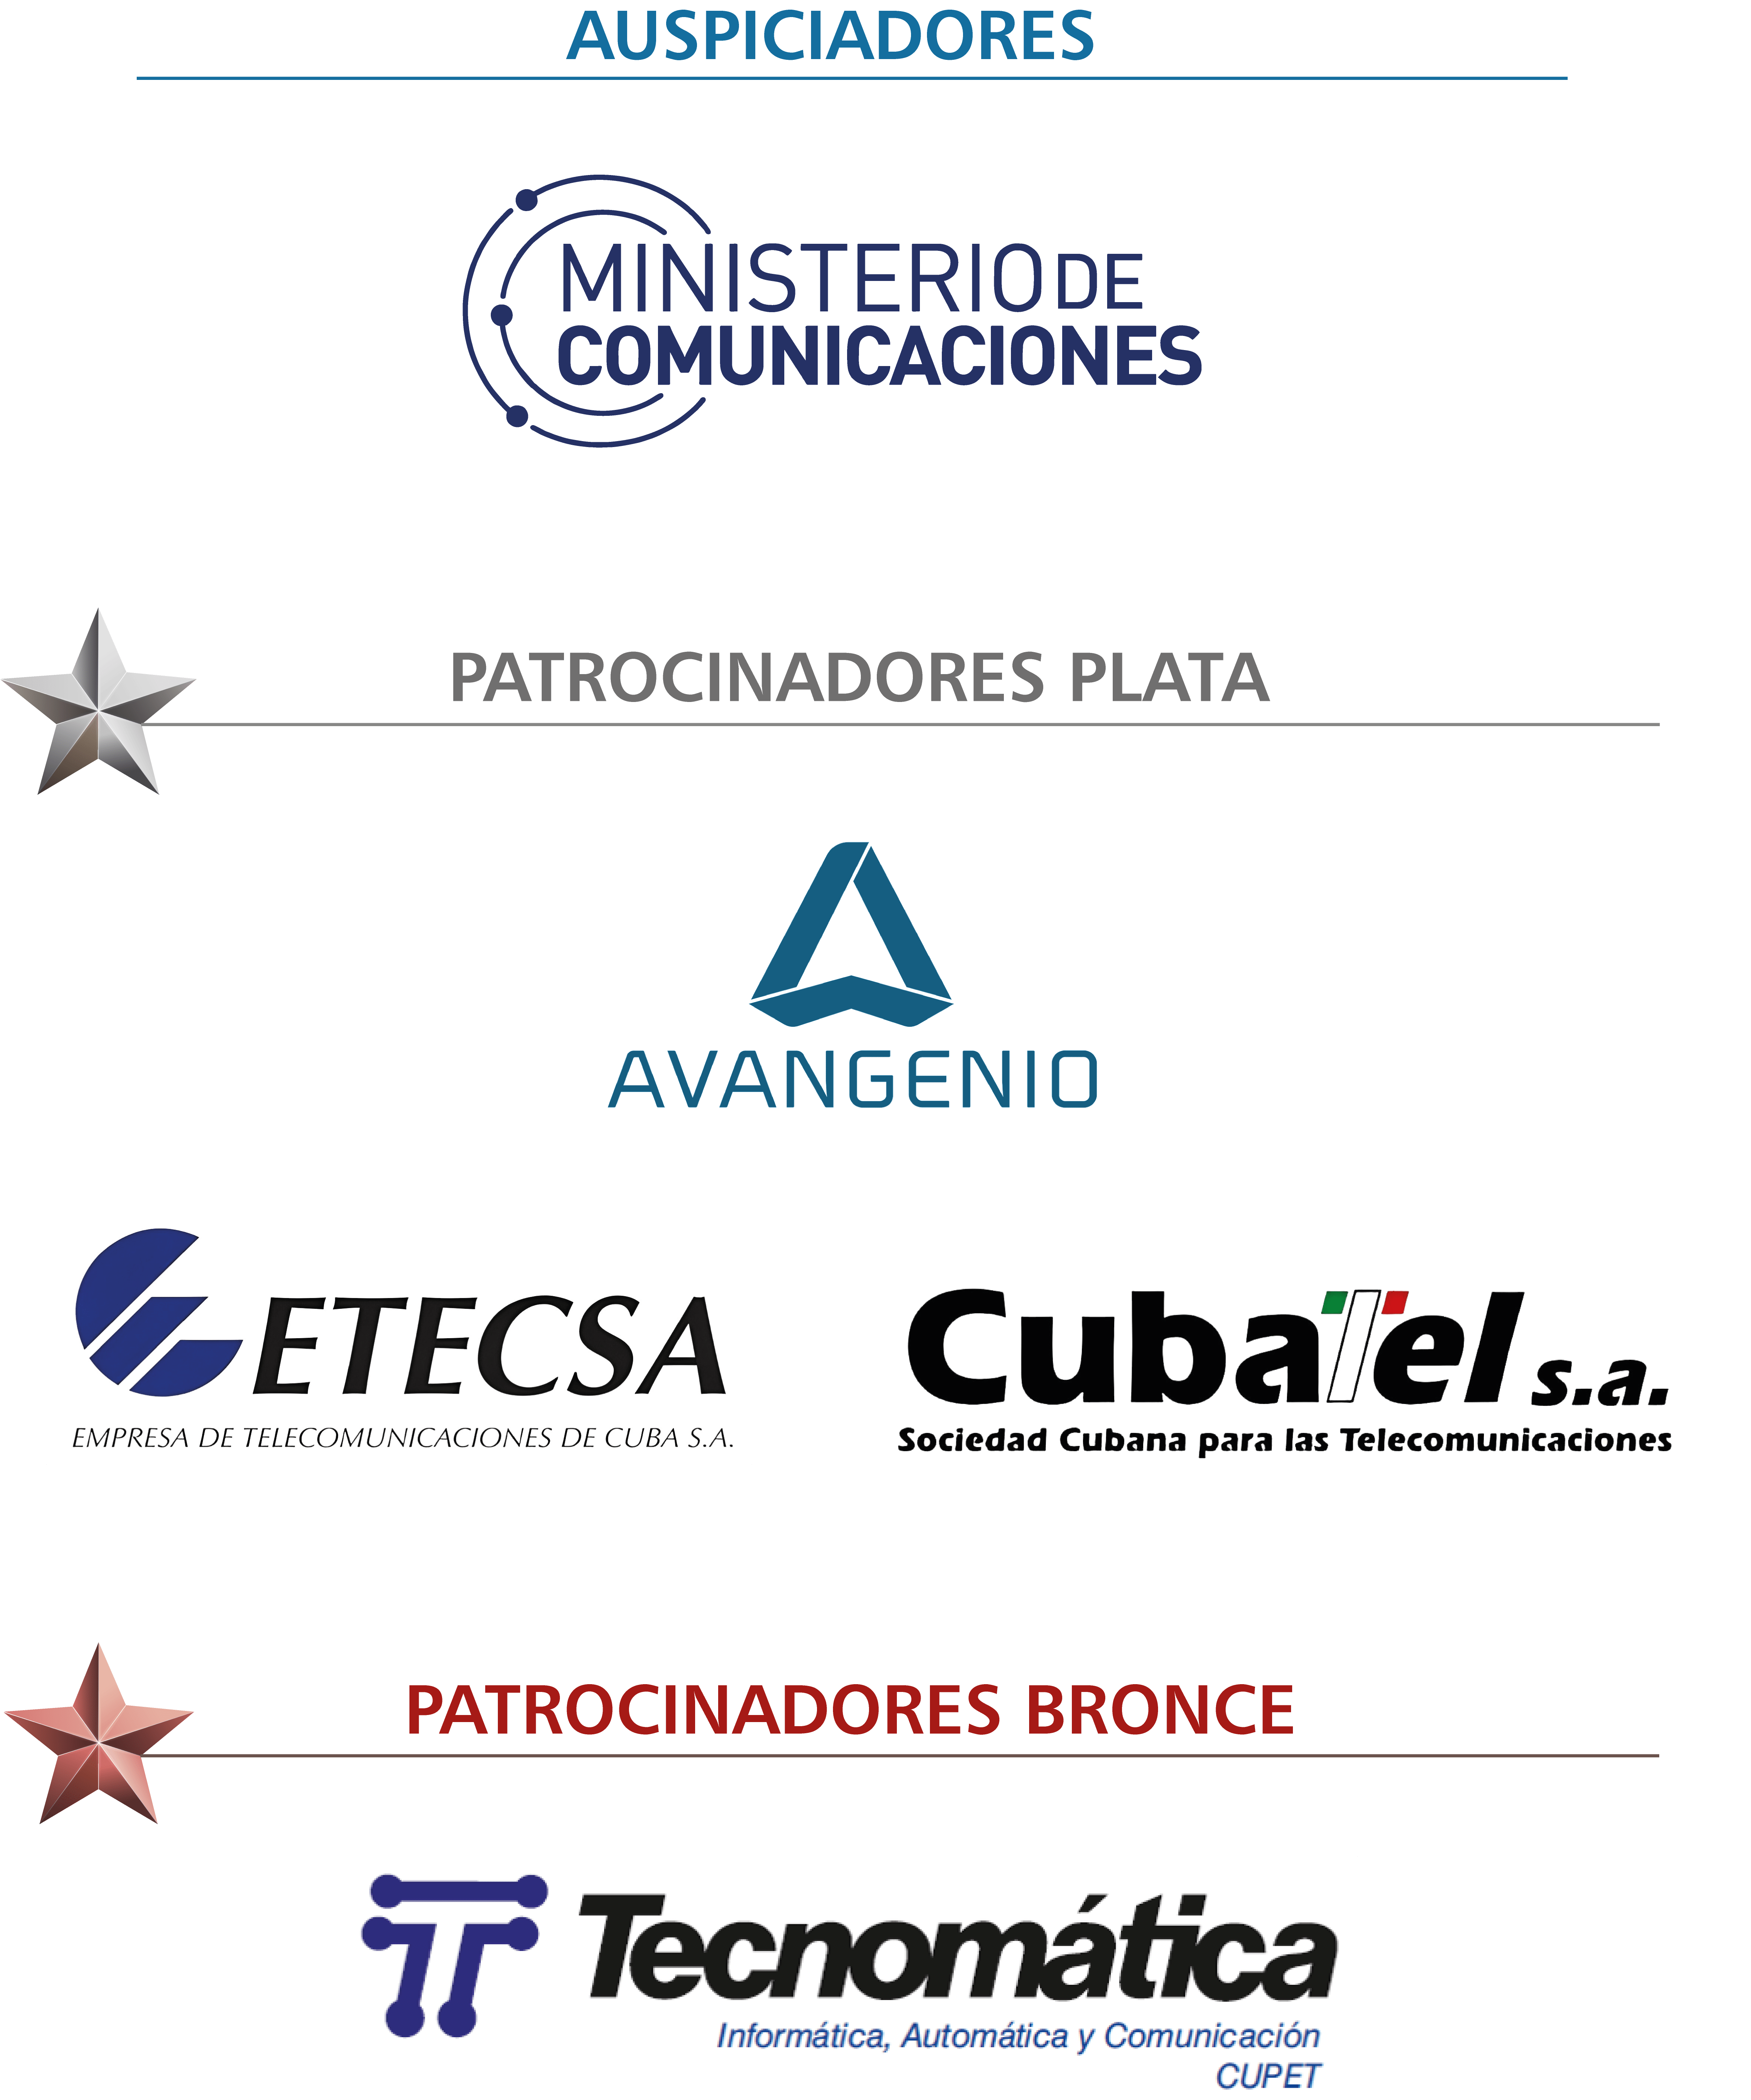 AUSPICIADORES
MINISTERIO DE
COMUNICACIONES
PATROCINADORES PLATA
AVANGENIO
ETECSA
EMPRESA DE TELECOMUNICACIONES DE CUBA S.A.
CubaTel s.a.
Sociedad Cubana para las Telecomunicaciones
PATROCINADORES BRONCE
Tecnomática
Informática, Automática y Comunicación
CUPET